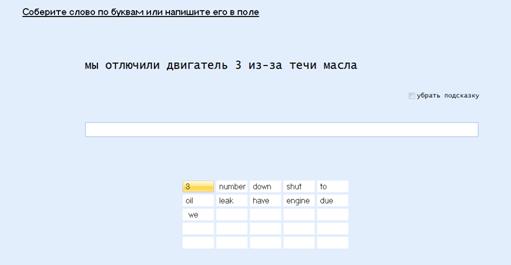 Соберите слово по буквам или напишите его в поле
мы отлючили двигатель 3 из-за течи масла
убрать подсказку
3 number down shut to
oil leak have engine due
we